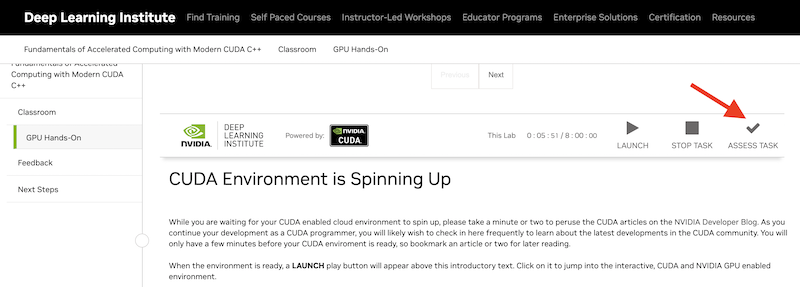 Deep Learning Institute Find Training Self Paced Courses Instructor-Led Workshops Educator Programs Enterprise Solutions Certification Resources
Fundamentals of Accelerated Computing with Modern CUDA C++ Classroom GPU Hands-On
Fundamentals of Accelerated
Computing with Modern CUDA
C++
Classroom
GPU Hands-On
Feedback
Next Steps
Previous Next
NVIDIA. DEEP LEARNING INSTITUTE Powered by: NVIDIA. CUDA. This Lab 0 : 05 : 51 / 8 : 00 : 00 LAUNCH STOP TASK ASSESS TASK
CUDA Environment is Spinning Up
While you are waiting for your CUDA enabled cloud environment to spin up, please take a minute or two to peruse the CUDA articles on the NVIDIA Developer Blog. As you
continue your development as a CUDA programmer, you will likely wish to check in here frequently to learn about the latest developments in the CUDA community. You will
only have a few minutes before your CUDA enviroment is ready, so bookmark an article or two for later reading.
When the environment is ready, a LAUNCH play button will appear above this introductory text. Click on it to jump into the interactive, CUDA and NVIDIA GPU enabled
environment.